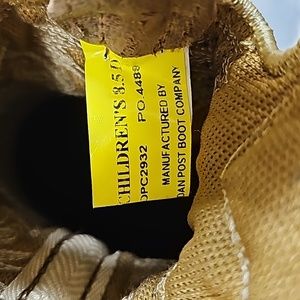 CHILDREN'S 8.5 D
DPC2932 PO 4489
MANUFACTURED BY
DAN POST BOOT COMPANY